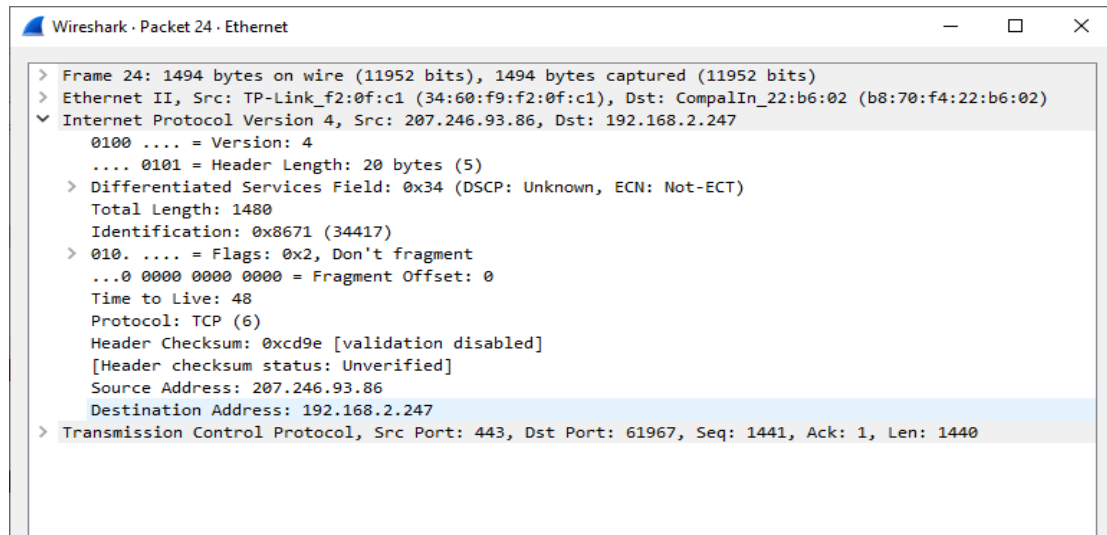 Wireshark · Packet 24 · Ethernet
Frame 24: 1494 bytes on wire (11952 bits), 1494 bytes captured (11952 bits)
Ethernet II, Src: TP-Link_f2:0f:c1 (34:60:f9:f2:0f:c1), Dst: CompalIn_22:b6:02 (b8:70:f4:22:b6:02)
Internet Protocol Version 4, Src: 207.246.93.86, Dst: 192.168.2.247
0100 .... = Version: 4
.... 0101 = Header Length: 20 bytes (5)
Differentiated Services Field: 0x34 (DSCP: Unknown, ECN: Not-ECT)
Total Length: 1480
Identification: 0x8671 (34417)
010. .... = Flags: 0x2, Don't fragment
...0 0000 0000 0000 = Fragment Offset: 0
Time to Live: 48
Protocol: TCP (6)
Header Checksum: 0xcd9e [validation disabled]
[Header checksum status: Unverified]
Source Address: 207.246.93.86
Destination Address: 192.168.2.247
Transmission Control Protocol, Src Port: 443, Dst Port: 61967, Seq: 1441, Ack: 1, Len: 1440